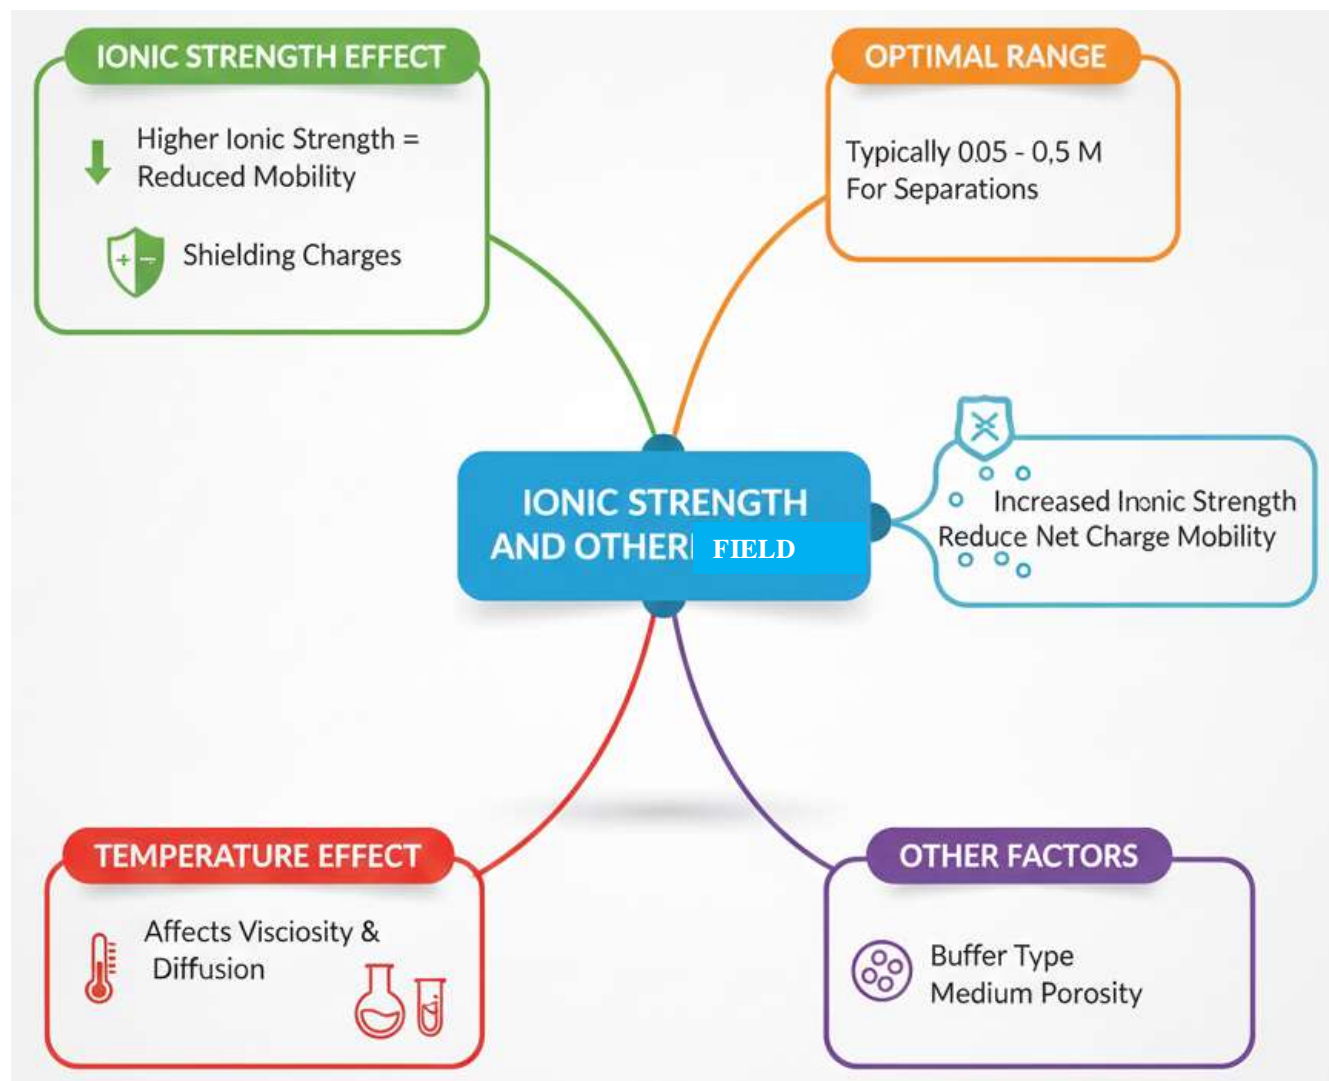 IONIC STRENGTH EFFECT
Higher Ionic Strength =
Reduced Mobility
+ −
Shielding Charges
OPTIMAL RANGE
Typically 0.05 - 0,5 M
For Separations
IONIC STRENGTH
AND OTHER FIELD
Increased Inonic Strength
Reduce Net Charge Mobility
TEMPERATURE EFFECT
Affects Visciosity &
Diffusion
OTHER FACTORS
Buffer Type
Medium Porosity